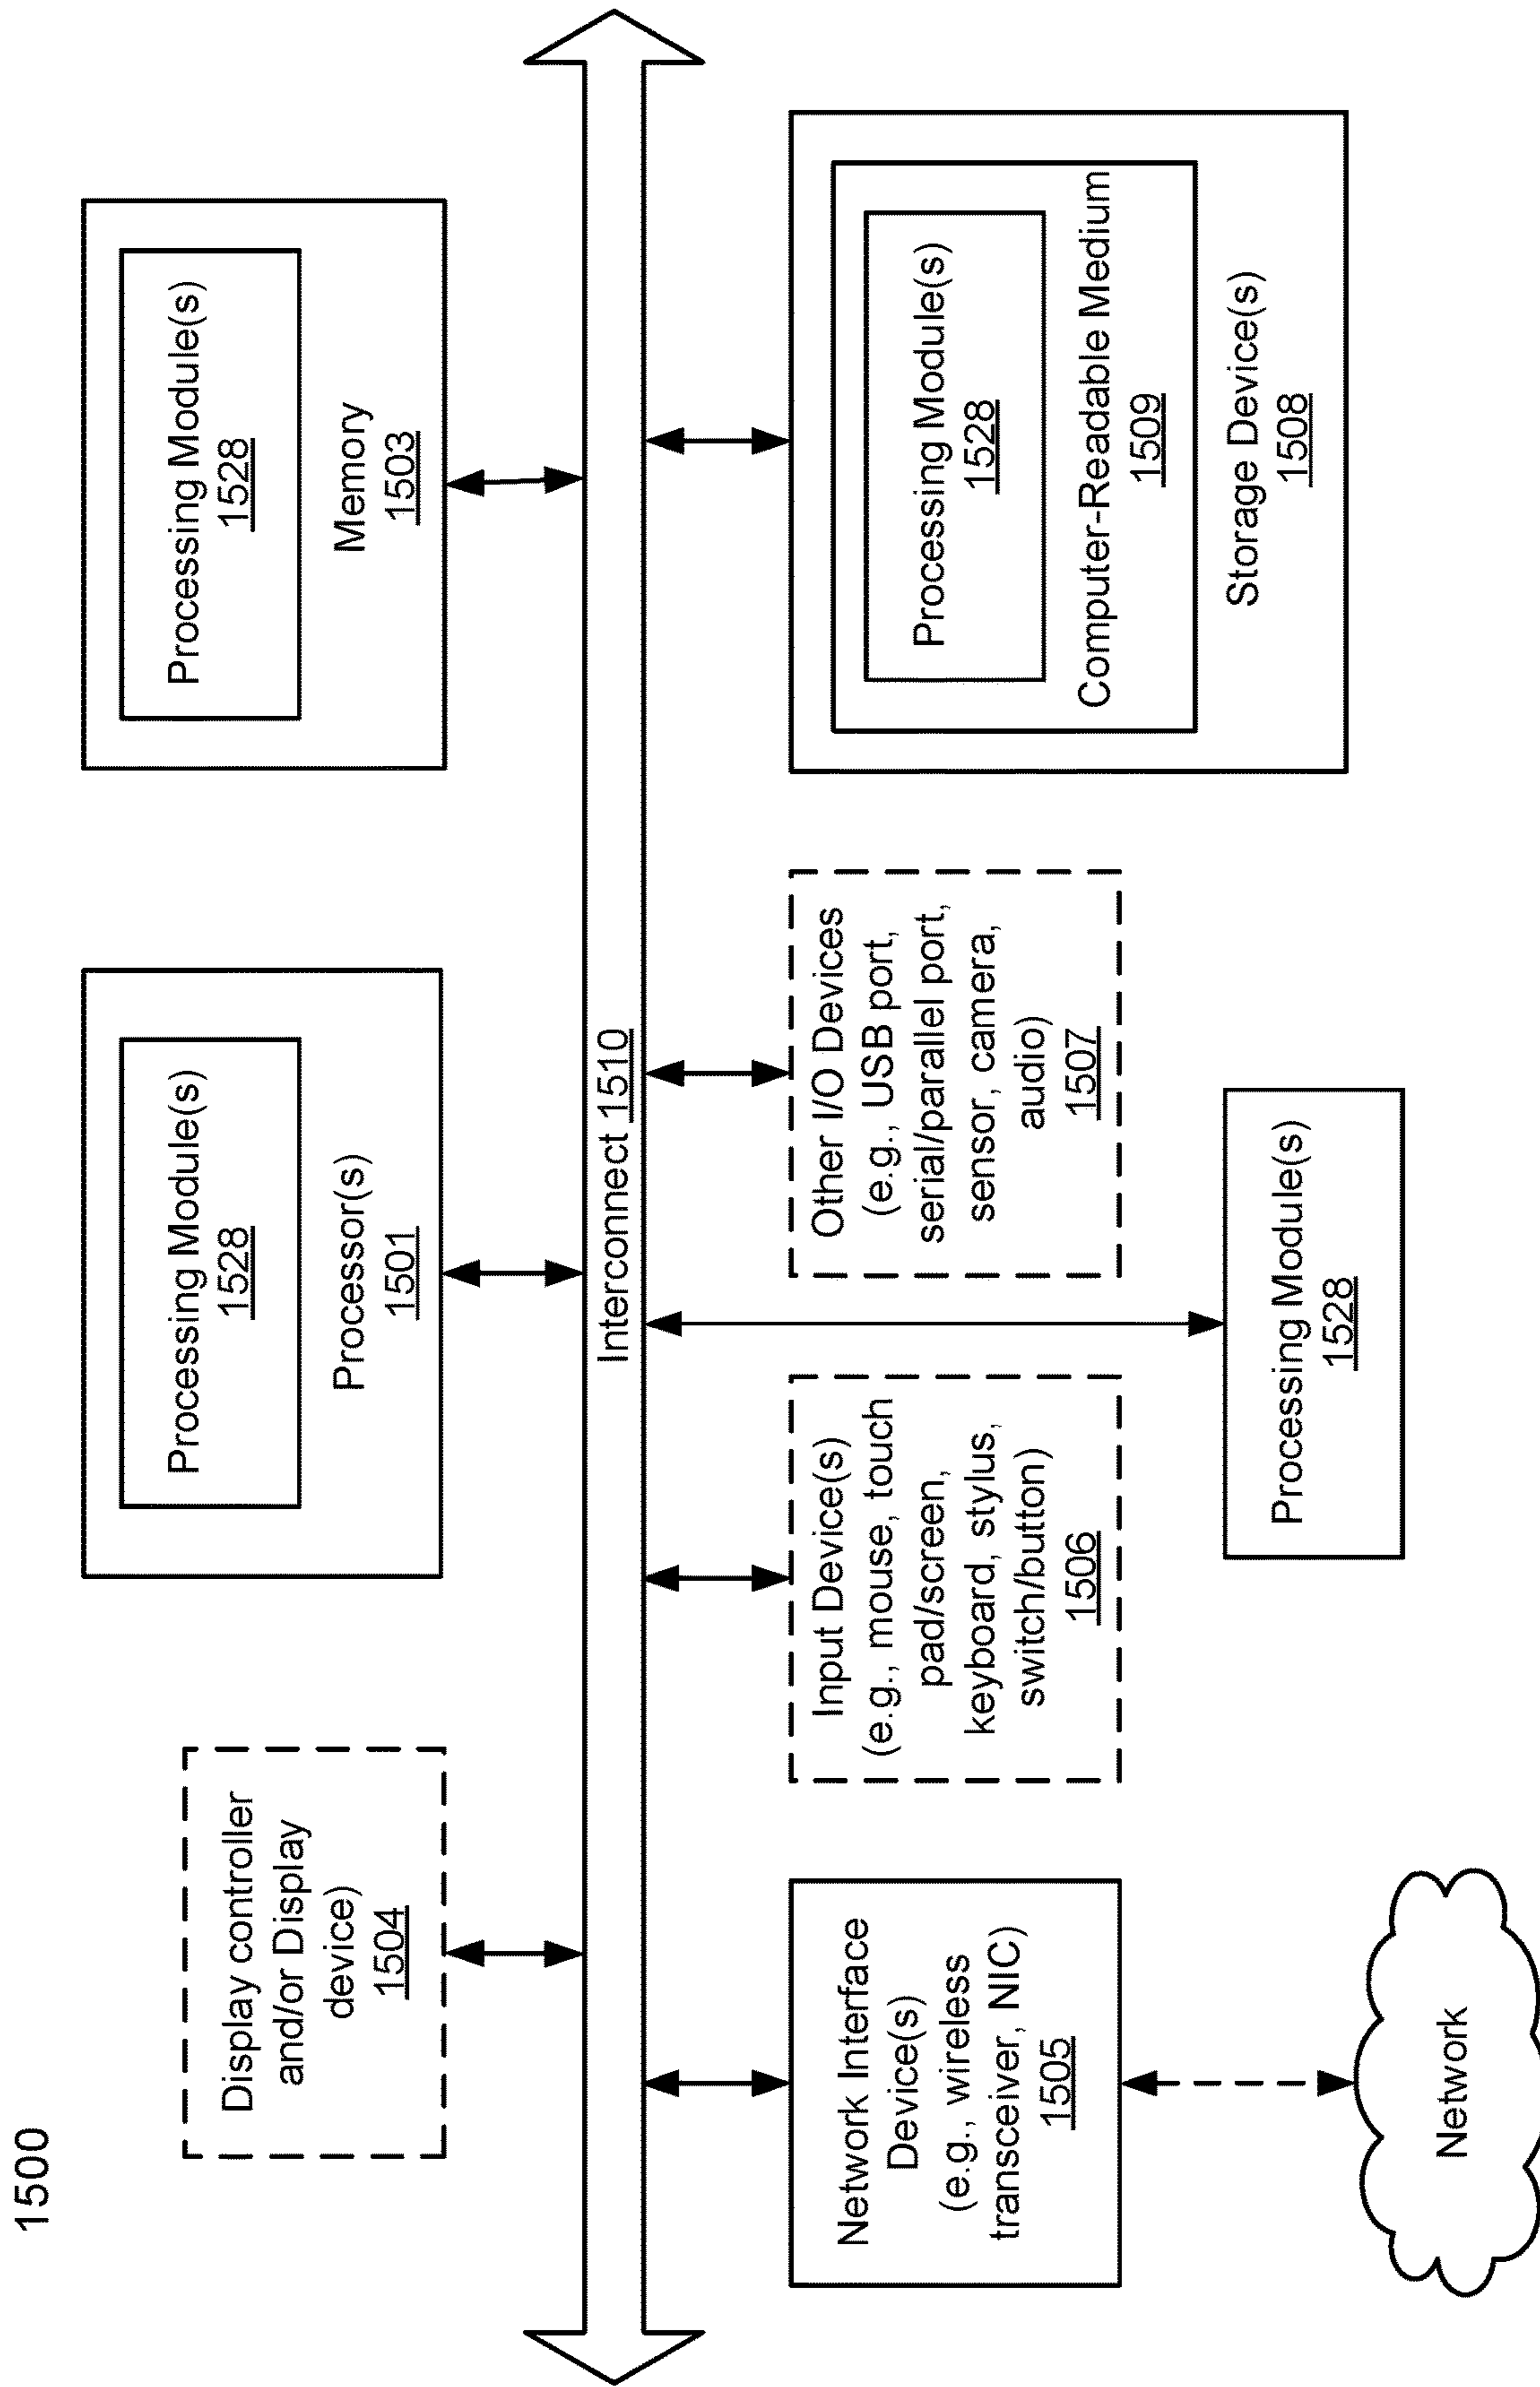 1500
Display controller
and/or Display
device)
1504
Processing Module(s)
1528
Processor(s)
1501
Processing Module(s)
1528
Memory
1503
Interconnect 1510
Network Interface
Device(s)
(e.g., wireless
transceiver, NIC)
1505
Input Device(s)
(e.g., mouse, touch
pad/screen,
keyboard, stylus,
switch/button)
1506
Other I/O Devices
(e.g., USB port,
serial/parallel port,
sensor, camera,
audio)
1507
Processing Module(s)
1528
Computer-Readable Medium
1509
Storage Device(s)
1508
Processing Module(s)
1528
Network